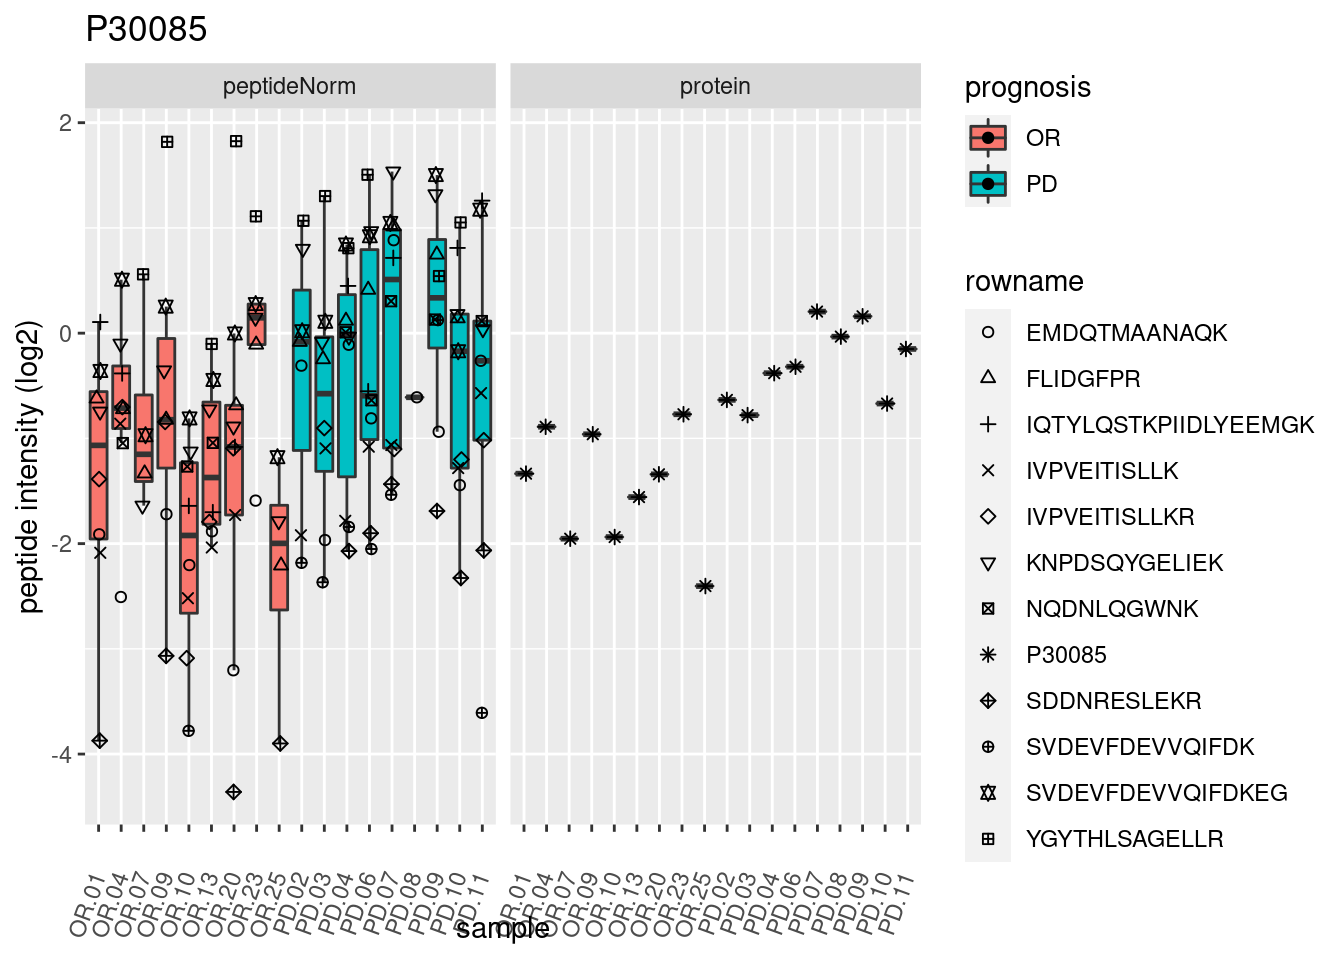 P30085
peptideNorm
protein
2
0
-2
-4
peptide intensity (log2)
OR.01
OR.04
OR.07
OR.09
OR.10
OR.13
OR.20
OR.23
OR.25
PD.02
PD.03
PD.04
PD.06
PD.07
PD.08
PD.09
PD.10
PD.11
OR.01
OR.04
OR.07
OR.09
OR.10
OR.13
OR.20
OR.23
OR.25
PD.02
PD.03
PD.04
PD.06
PD.07
PD.08
PD.09
PD.10
PD.11
sample
prognosis
OR
PD
rowname
EMDQTMAANAQK
FLIDGFPR
IQTYLQSTKPIIDLYEEMGK
IVPVEITISLLK
IVPVEITISLLKR
KNPDSQYGELIEK
NQDNLQGWNK
P30085
SDDNRESLEKR
SVDEVFDEVVQIFDK
SVDEVFDEVVQIFDKEG
YGYTHLSAGELLR